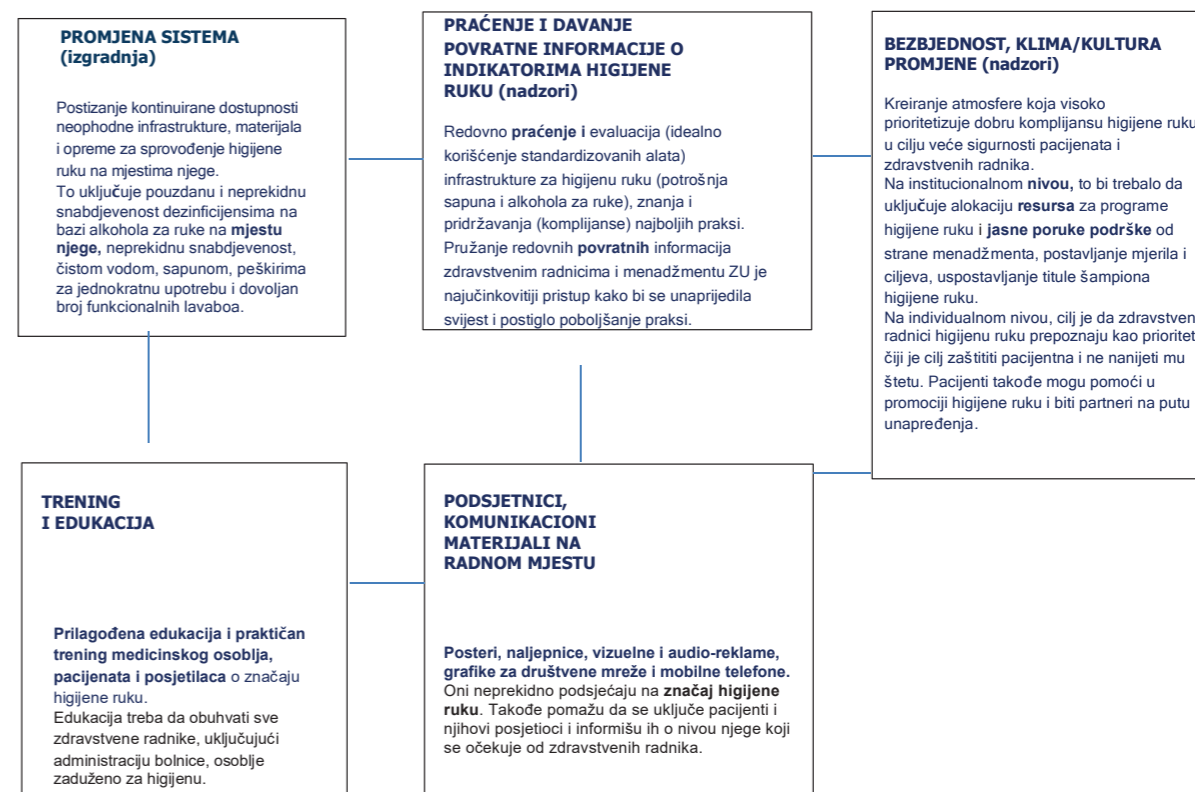 PROMJENA SISTEMA
(izgradnja)
Postizanje kontinuirane dostupnosti
neophodne infrastrukture, materijala
i opreme za sprovođenje higijene
ruku na mjestima njege.
To uključuje pouzdanu i neprekidnu
snabdjevenost dezinficijensima na
bazi alkohola za ruke na mjestu
njege, neprekidnu snabdjevenost,
čistom vodom, sapunom, peškirima
za jednokratnu upotrebu i dovoljan
broj funkcionalnih lavaboa.
PRAĆENJE I DAVANJE
POVRATNE INFORMACIJE O
INDIKATORIMA HIGIJENE
RUKU (nadzori)
Redovno praćenje i evaluacija (idealno
korišćenje standardizovanih alata)
infrastrukture za higijenu ruku (potrošnja
sapuna i alkohola za ruke), znanja i
pridržavanja (komplijanse) najboljih praksi.
Pružanje redovnih povratnih informacija
zdravstvenim radnicima i menadžmentu ZU je
najučinkovitiji pristup kako bi se unaprijedila
svijest i postiglo poboljšanje praksi.
BEZBJEDNOST, KLIMA/KULTURA
PROMJENE (nadzori)
Kreiranje atmosfere koja visoko
prioritetizuje dobru komplijansu higijene ruku
u cilju veće sigurnosti pacijenata i
zdravstvenih radnika.
Na institucionalnom nivou, to bi trebalo da
uključuje alokaciju resursa za programe
higijene ruku i jasne poruke podrške od
strane menadžmenta, postavljanje mjerila i
ciljeva, uspostavljanje titule šampiona
higijene ruku.
Na individualnom nivou, cilj je da zdravstven
radnici higijenu ruku prepoznaju kao prioritet
čiji je cilj zaštititi pacijentna i ne nanijeti mu
štetu. Pacijenti takođe mogu pomoći u
promociji higijene ruku i biti partneri na putu
unapređenja.
TRENING
I EDUKACIJA
Prilagođena edukacija i praktičan
trening medicinskog osoblja,
pacijenata i posjetilaca o značaju
higijene ruku.
Edukacija treba da obuhvati sve
zdravstvene radnike, uključujući
administraciju bolnice, osoblje
zaduženo za higijenu.
PODSJETNICI,
KOMUNIKACIONI
MATERIJALI NA
RADNOM MJESTU
Posteri, naljepnice, vizuelne i audio-reklame,
grafike za društvene mreže i mobilne telefone.
Oni neprekidno podsjećaju na značaj higijene
ruku. Takođe pomažu da se uključe pacijenti i
njihovi posjetioci i informišu ih o nivou njege koji
se očekuje od zdravstvenih radnika.